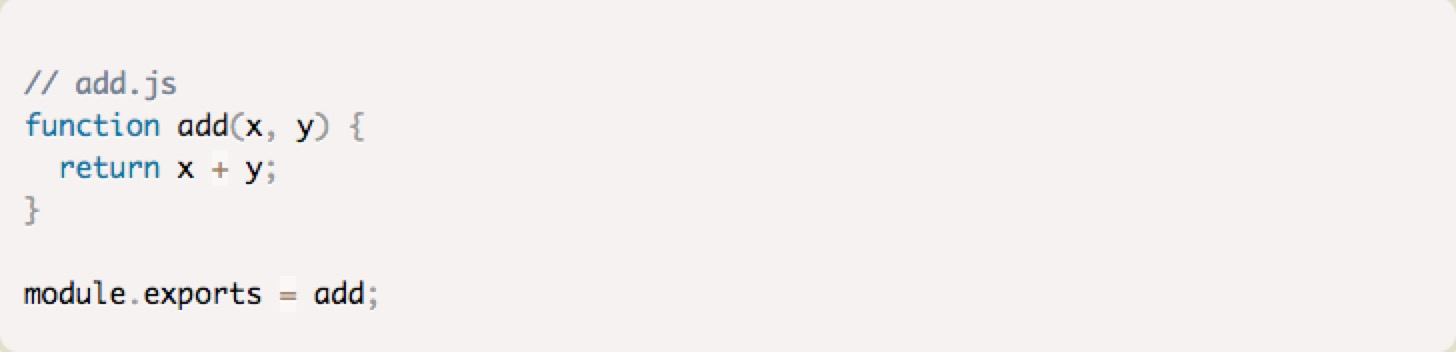 // add.js
function add(x, y) {
  return x + y;
}

module.exports = add;